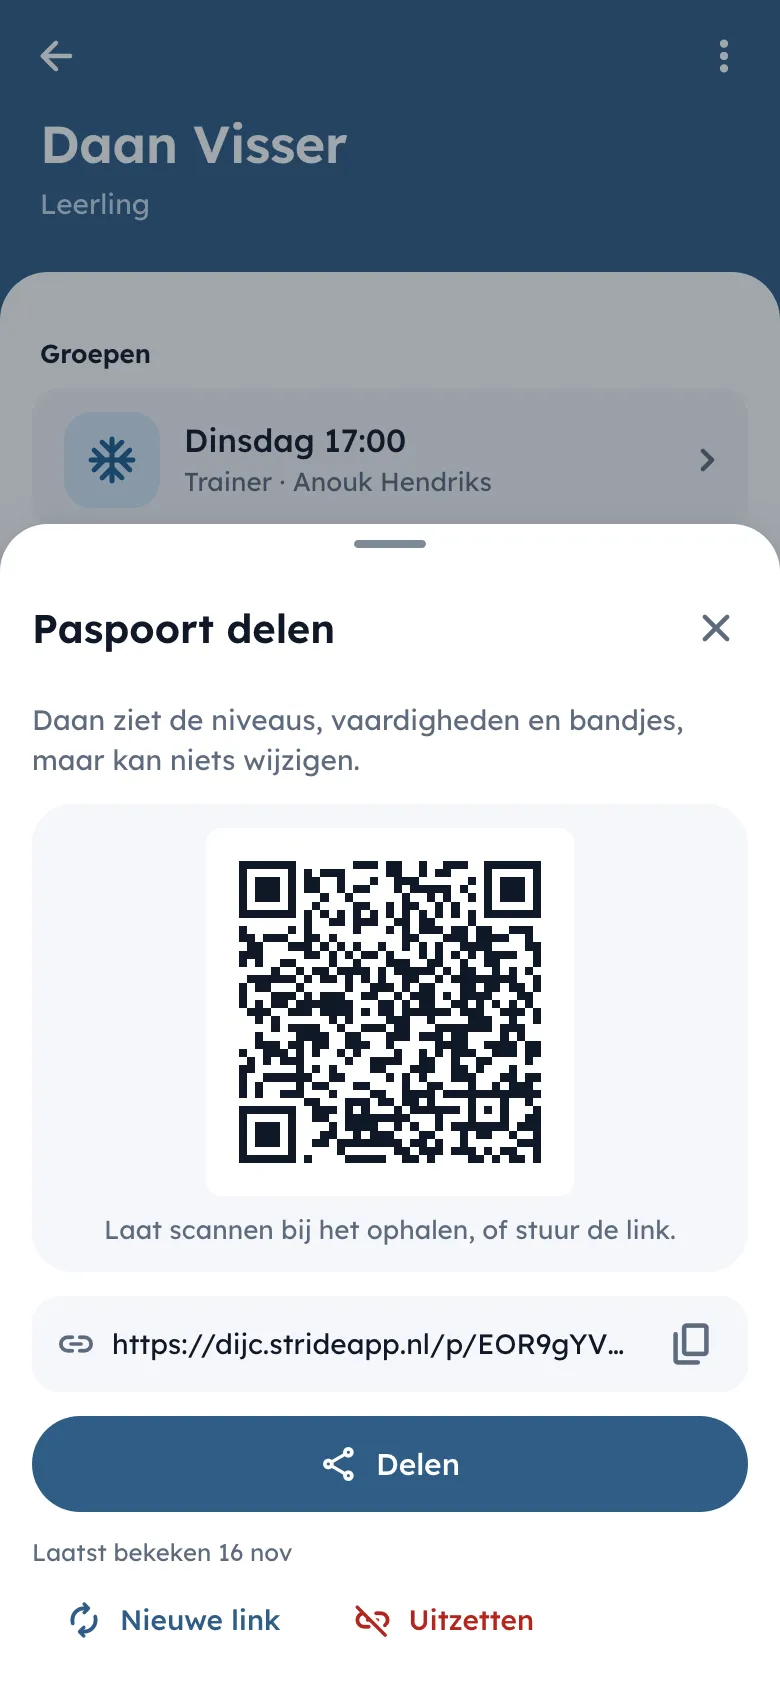 Daan Visser
Leerling
Groepen
Dinsdag 17:00
Trainer · Anouk Hendriks
Paspoort delen
Daan ziet de niveaus, vaardigheden en bandjes,
maar kan niets wijzigen.
Laat scannen bij het ophalen, of stuur de link.
https://dijc.strideapp.nl/p/EOR9gYV...
Delen
Laatst bekeken 16 nov
Nieuwe link
Uitzetten